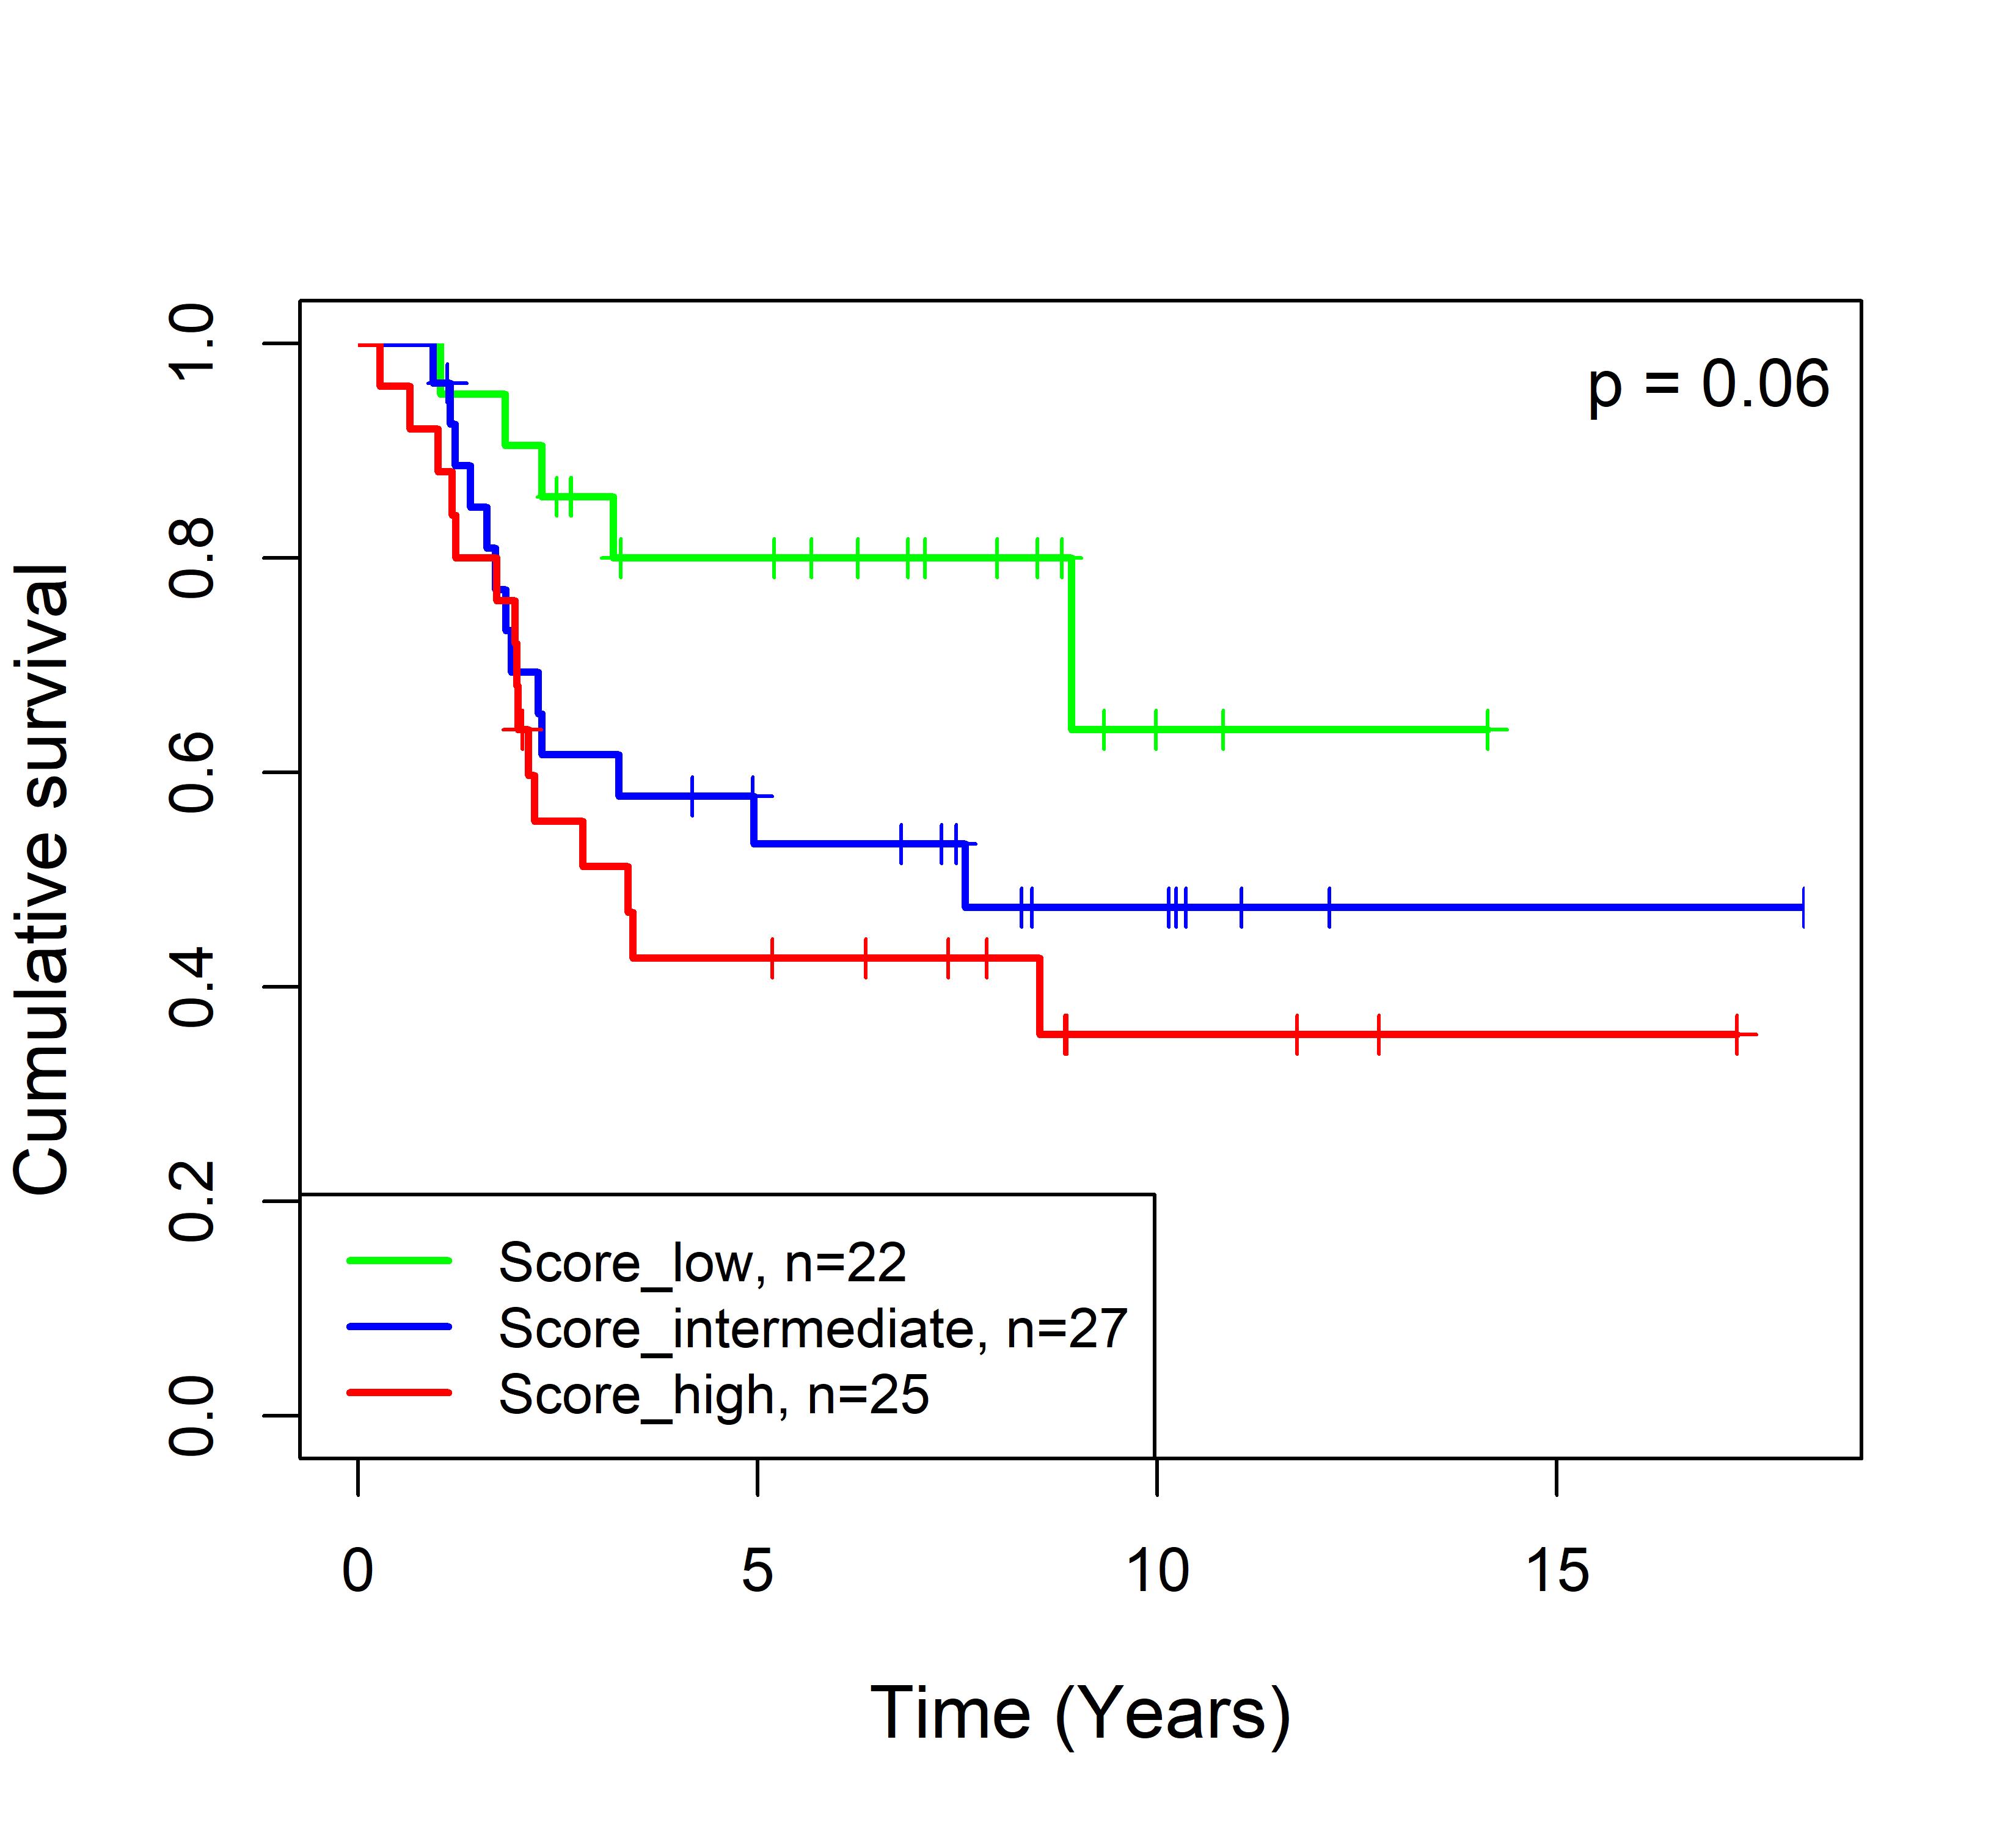 p = 0.06
Cumulative survival
1.0
0.8
0.6
0.4
0.2
0.0
Score_low, n=22
Score_intermediate, n=27
Score_high, n=25
0 5 10 15
Time (Years)